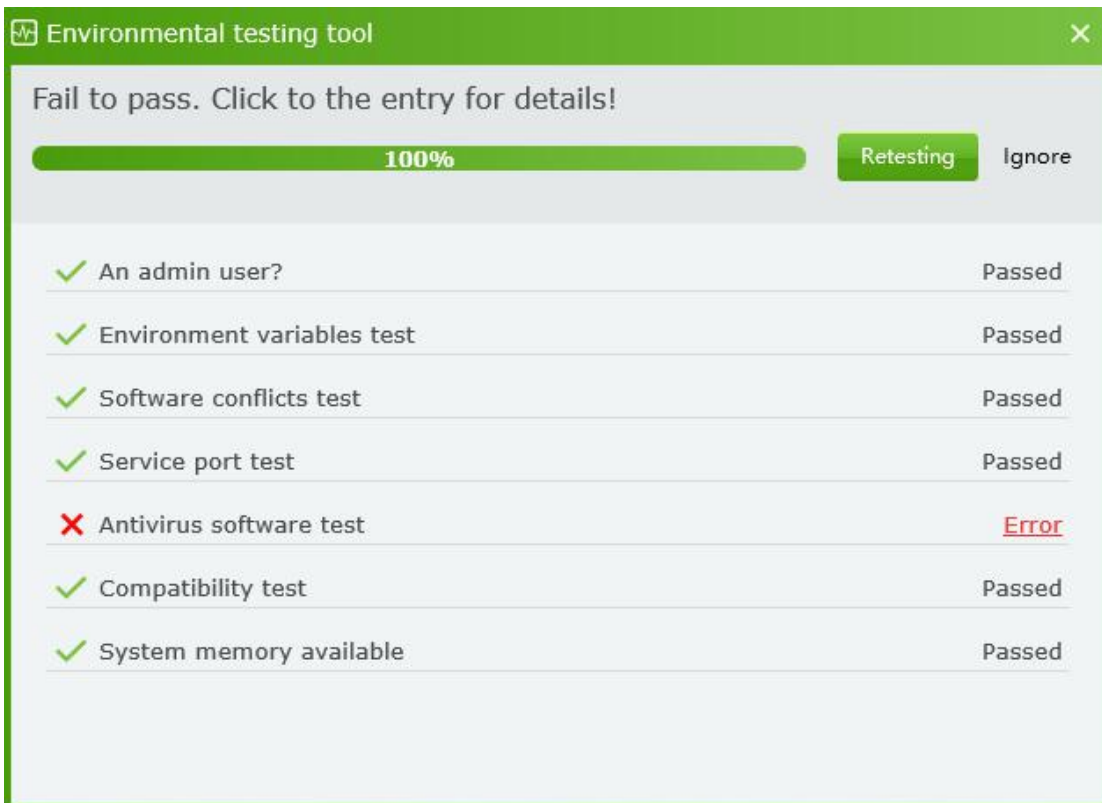 Environmental testing tool
Fail to pass. Click to the entry for details!
100%
Retesting
Ignore
An admin user? Passed
Environment variables test Passed
Software conflicts test Passed
Service port test Passed
Antivirus software test Error
Compatibility test Passed
System memory available Passed